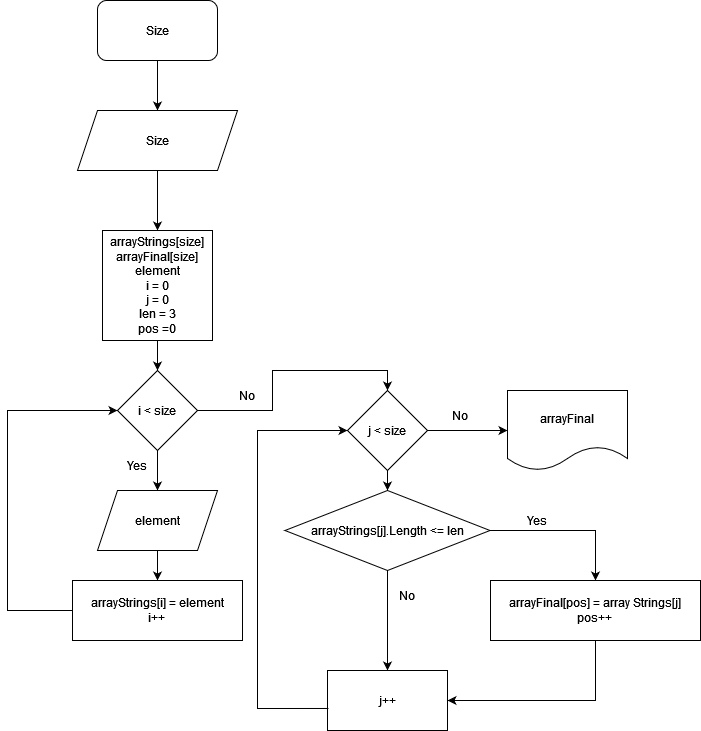 Size
Size
arrayStrings[size]
arrayFinal[size]
element
i = 0
j = 0
len = 3
pos =0
i < size
No
Yes
element
arrayStrings[i] = element
i++
j < size
No
arrayFinal
arrayStrings[j].Length <= len
Yes
No
arrayFinal[pos] = array Strings[j]
pos++
j++